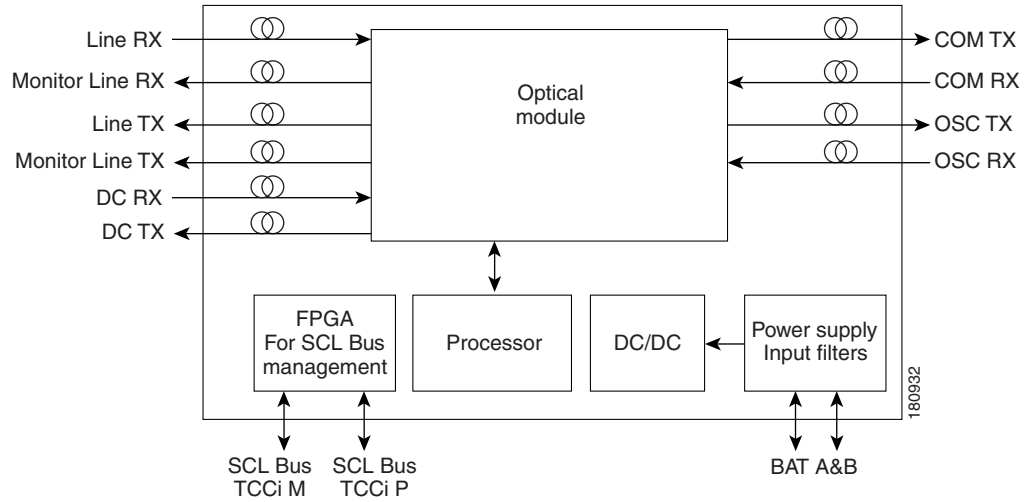 Line RX
COM TX
Monitor Line RX
COM RX
Optical
module
Line TX
OSC TX
Monitor Line TX
OSC RX
DC RX
DC TX
FPGA
For SCL Bus
management
Processor
DC/DC
Power supply
Input filters
180932
SCL Bus
TCCi M
SCL Bus
TCCi P
BAT A&B